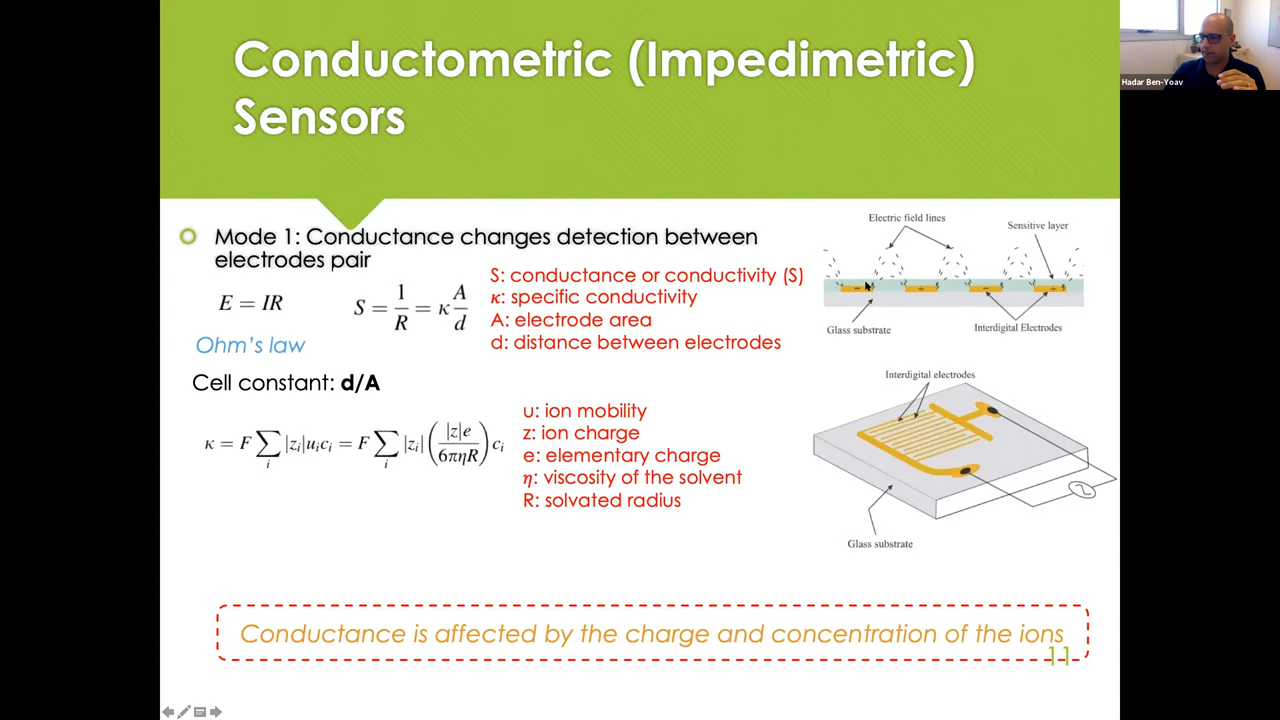 Conductometric (Impedimetric)
Sensors
Hadar Ben-Yoav
Mode 1: Conductance changes detection between
electrodes pair
E = IR
S = 1/R = κ A/d
S: conductance or conductivity (S)
κ: specific conductivity
A: electrode area
d: distance between electrodes
Ohm's law
Cell constant: d/A
κ = F ∑i |zi|uici = F ∑i |zi| (|z|e / 6πηR) ci
u: ion mobility
z: ion charge
e: elementary charge
η: viscosity of the solvent
R: solvated radius
Electric field lines
Sensitive layer
− + − +
Glass substrate
Interdigital Electrodes
Interdigital electrodes
Glass substrate
Conductance is affected by the charge and concentration of the ions
11